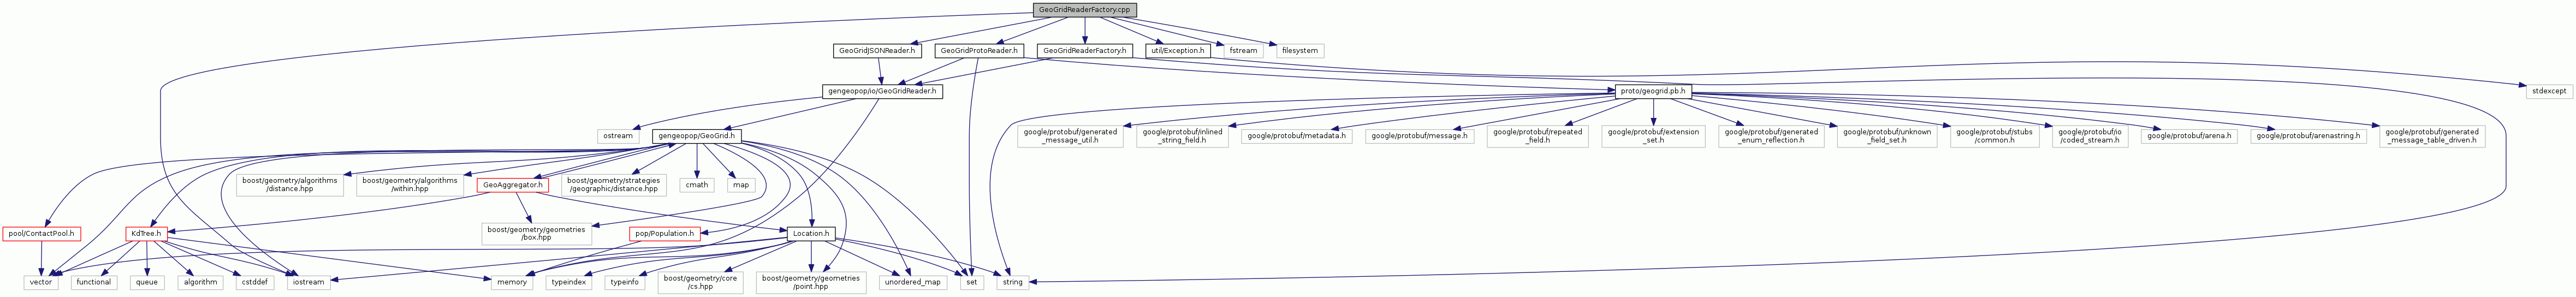 GeoGridReaderFactory.cpp
GeoGridJSONReader.h
GeoGridProtoReader.h
GeoGridReaderFactory.h
util/Exception.h
fstream
filesystem
gengeopop/io/GeoGridReader.h
proto/geogrid.pb.h
stdexcept
ostream
gengeopop/GeoGrid.h
google/protobuf/generated
_message_util.h
google/protobuf/inlined
_string_field.h
google/protobuf/metadata.h
google/protobuf/message.h
google/protobuf/repeated
_field.h
google/protobuf/extension
_set.h
google/protobuf/generated
_enum_reflection.h
google/protobuf/unknown
_field_set.h
google/protobuf/stubs
/common.h
google/protobuf/io
/coded_stream.h
google/protobuf/arena.h
google/protobuf/arenastring.h
google/protobuf/generated
_message_table_driven.h
boost/geometry/algorithms
/distance.hpp
boost/geometry/algorithms
/within.hpp
GeoAggregator.h
boost/geometry/strategies
/geographic/distance.hpp
cmath
map
pool/ContactPool.h
KdTree.h
boost/geometry/geometries
/box.hpp
pop/Population.h
Location.h
vector
functional
queue
algorithm
cstddef
iostream
memory
typeindex
typeinfo
boost/geometry/core
/cs.hpp
boost/geometry/geometries
/point.hpp
unordered_map
set
string